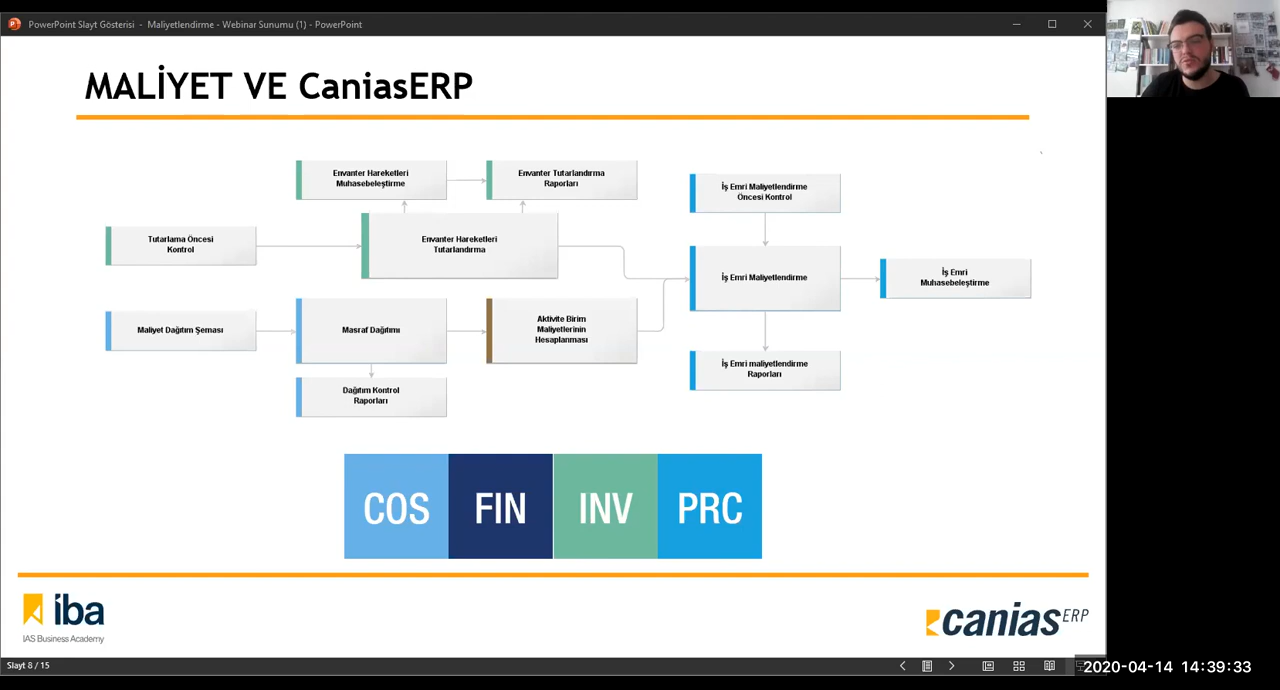 PowerPoint Slayt Gösterisi - Maliyetlendirme - Webinar Sunumu (1) - PowerPoint
MALİYET VE CaniasERP
Envanter Hareketleri
Muhasebeleştirme
Envanter Tutarlandırma
Raporları
İş Emri Maliyetlendirme
Öncesi Kontrol
Tutarlama Öncesi
Kontrol
Envanter Hareketleri
Tutarlandırma
İş Emri Maliyetlendirme
İş Emri
Muhasebeleştirme
Maliyet Dağıtım Şeması
Masraf Dağıtımı
Aktivite Birim
Maliyetlerinin
Hesaplanması
İş Emri maliyetlendirme
Raporları
Dağıtım Kontrol
Raporları
COS
FIN
INV
PRC
iba
IAS Business Academy
canias ERP
Slayt 8 / 15
2020-04-14 14:39:33